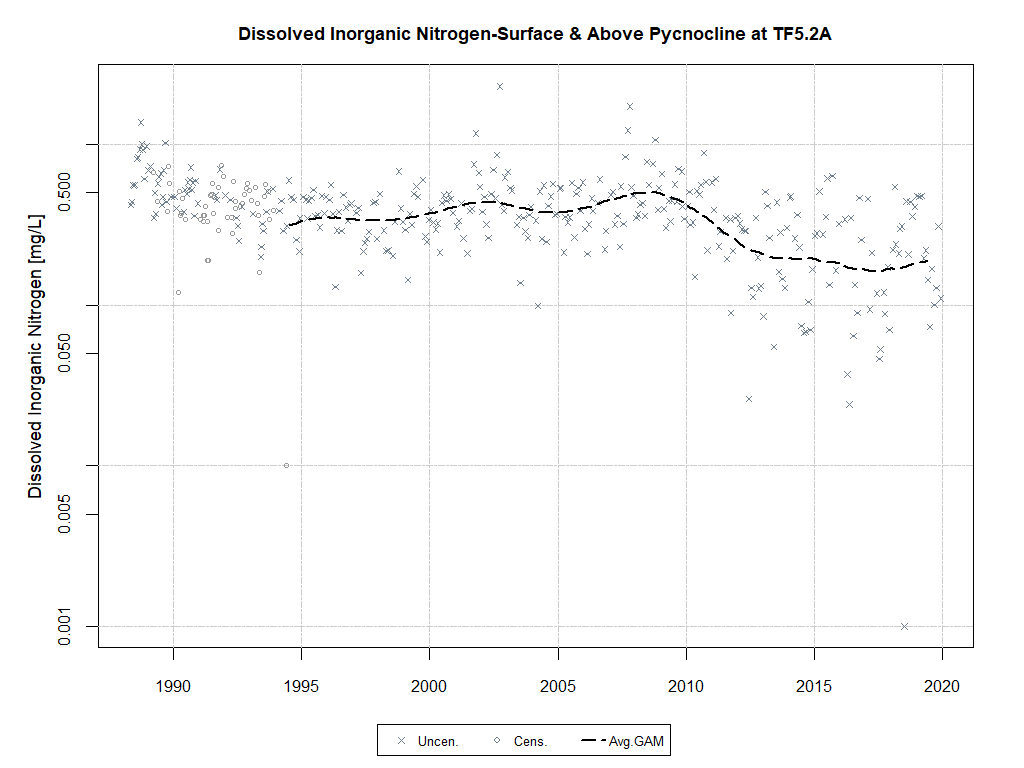 Dissolved Inorganic Nitrogen-Surface & Above Pycnocline at TF5.2A
Dissolved Inorganic Nitrogen [mg/L]
0.500
0.050
0.005
0.001
1990 1995 2000 2005 2010 2015 2020
Uncen. Cens. Avg.GAM